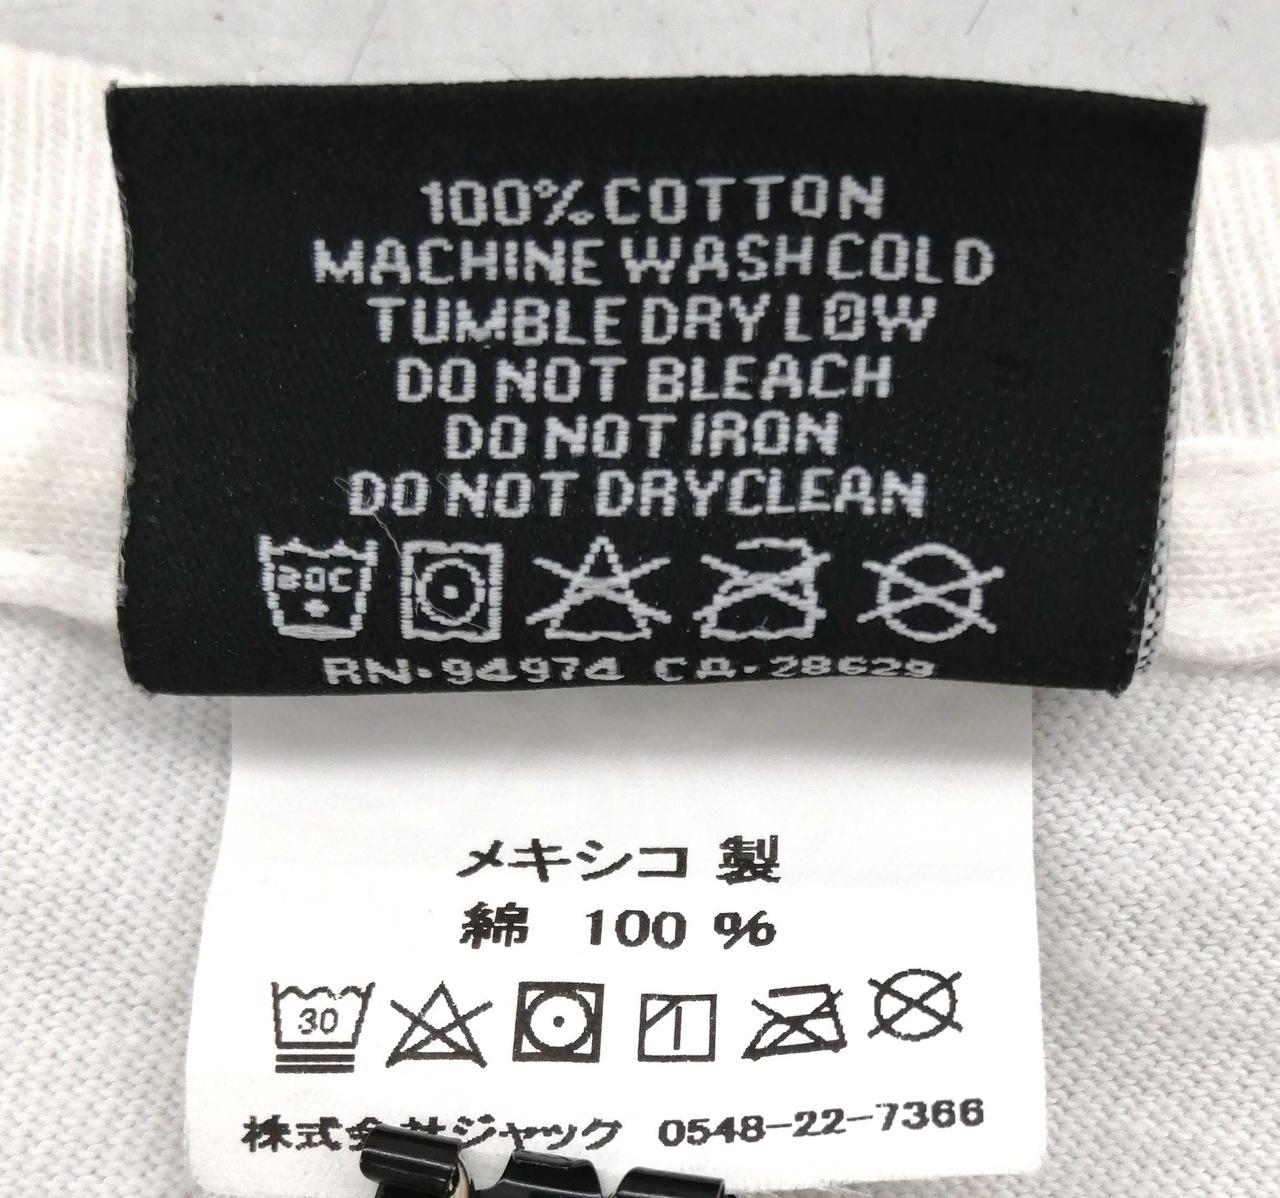 100% COTTON
MACHINE WASH COLD
TUMBLE DRY LOW
DO NOT BLEACH
DO NOT IRON
DO NOT DRYCLEAN
RN·94974 CA·28629
メキシコ 製
綿 100 %
30
株式会社ジャック 0548-22-7366